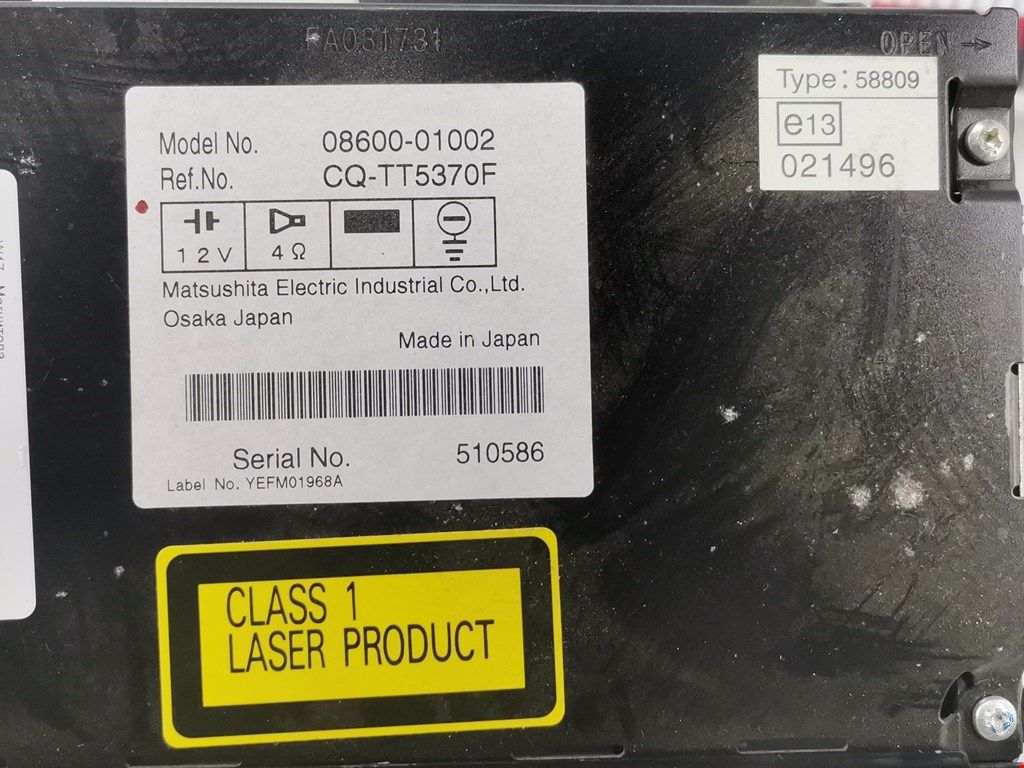 FA031731
OPEN →
Type: 58809
e13
021496
Model No. 08600-01002
Ref.No. CQ-TT5370F
12V 4Ω
Matsushita Electric Industrial Co.,Ltd.
Osaka Japan
Made in Japan
Serial No. 510586
Label No. YEFM01968A
CLASS 1
LASER PRODUCT